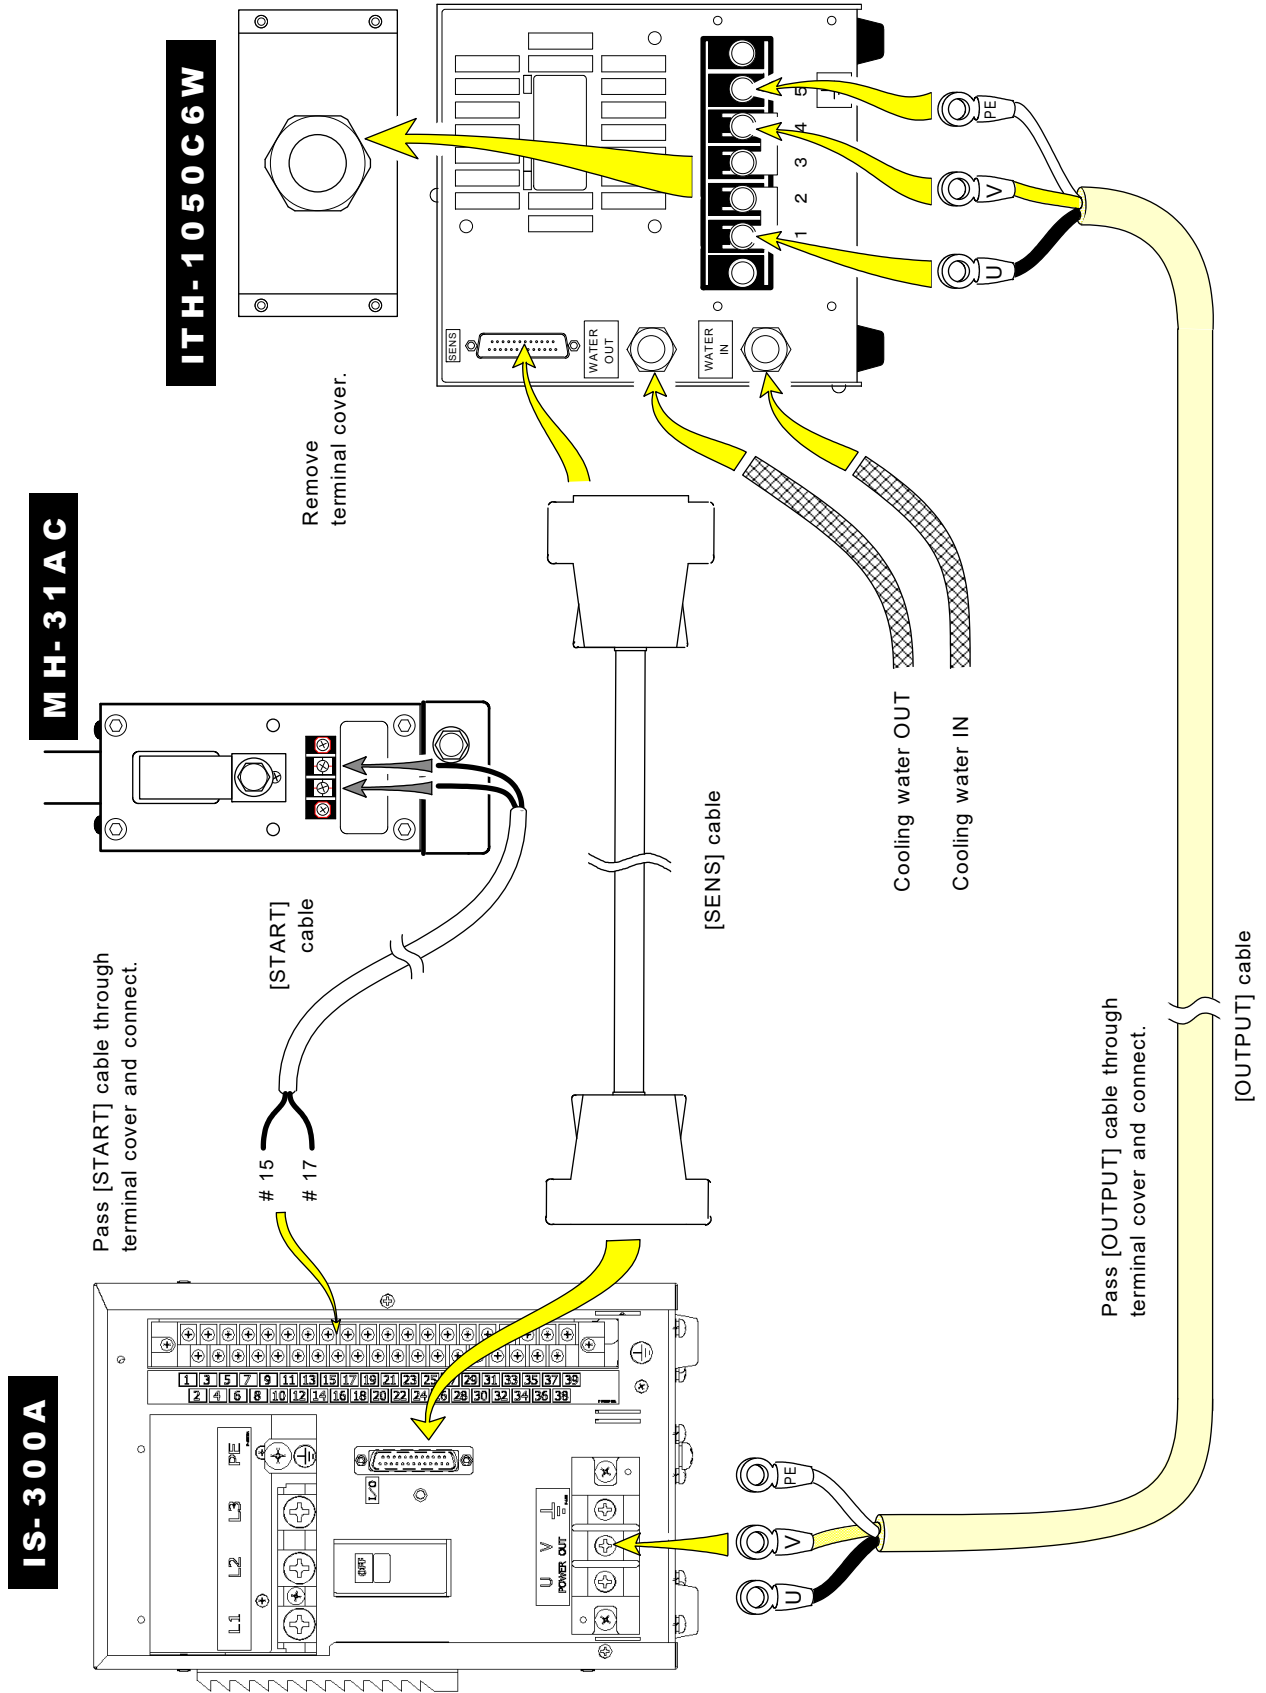 IS-300A
MH-31AC
ITH-1050C6W
Pass [START] cable through
terminal cover and connect.
[START]
cable
# 15
# 17
Remove
terminal cover.
SENS
WATER
OUT
WATER
IN
1 2 3 4 5
U
V
PE
[SENS] cable
Cooling water OUT
Cooling water IN
L1 L2 L3 PE
OFF
I/O
1 3 5 7 9 11 13 15 17 19 21 23 25 29 31 33 35 37 39
2 4 6 8 10 12 14 16 18 20 22 24 28 30 32 34 36 38
U V
POWER OUT
U
V
PE
Pass [OUTPUT] cable through
terminal cover and connect.
[OUTPUT] cable